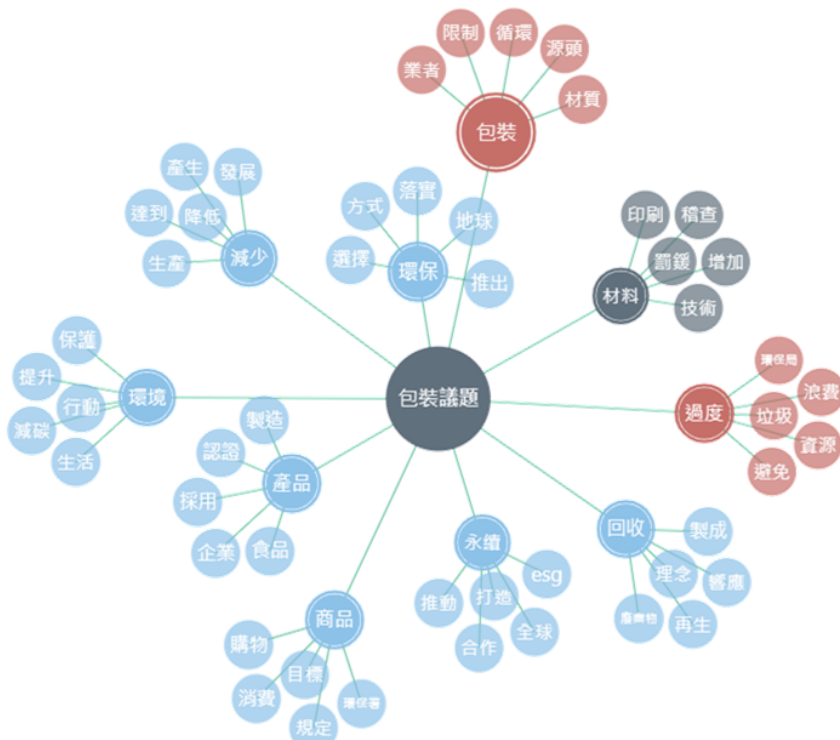 限制
循環
源頭
業者
材質
包裝
產生
發展
達到
降低
生產
減少
落實
方式
地球
選擇
環保
推出
印刷
稽查
罰鍰
增加
材料
技術
保護
提升
行動
減碳
生活
環境
包裝議題
環保局
浪費
過度
垃圾
資源
避免
製造
認證
產品
採用
企業
食品
永續
esg
推動
打造
合作
全球
回收
製成
理念
響應
廢棄物
再生
商品
購物
目標
消費
環保署
規定